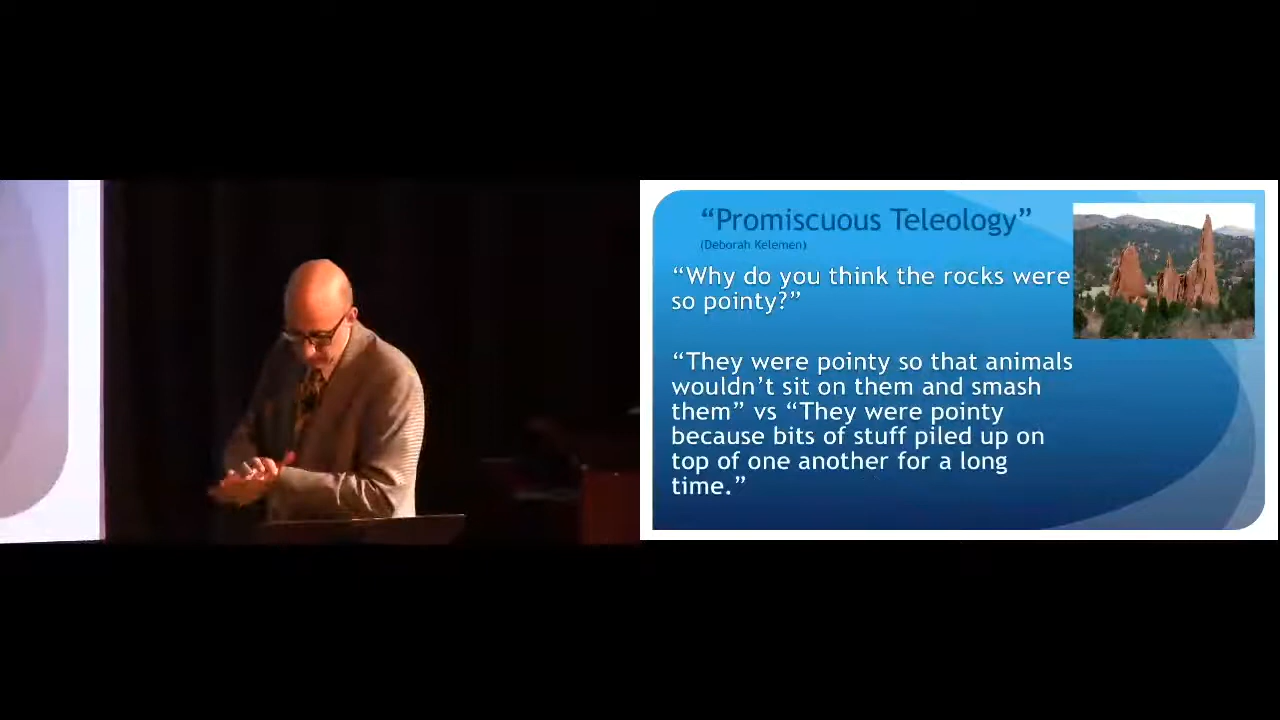 “Promiscuous Teleology”
(Deborah Kelemen)
“Why do you think the rocks were
so pointy?”
“They were pointy so that animals
wouldn’t sit on them and smash
them” vs “They were pointy
because bits of stuff piled up on
top of one another for a long
time.”